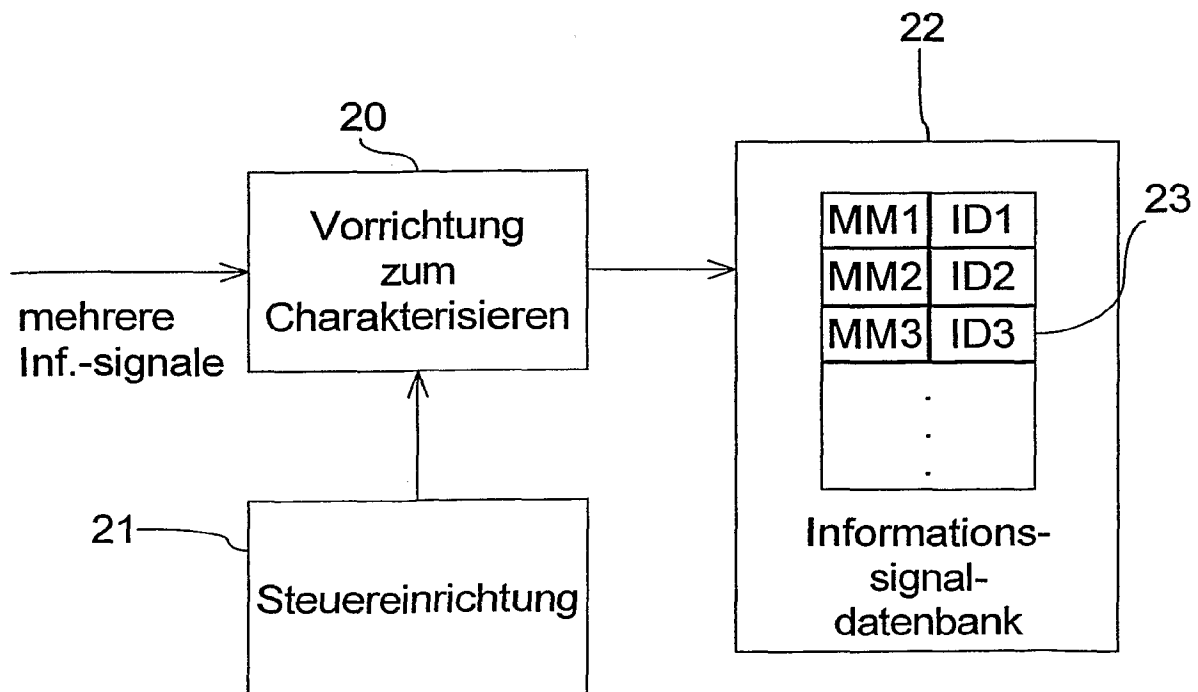 22
20
Vorrichtung
zum
Charakterisieren
mehrere
Inf.-signale
MM1 ID1
MM2 ID2
MM3 ID3
.
.
.
23
21
Steuereinrichtung
Informations-
signal-
datenbank